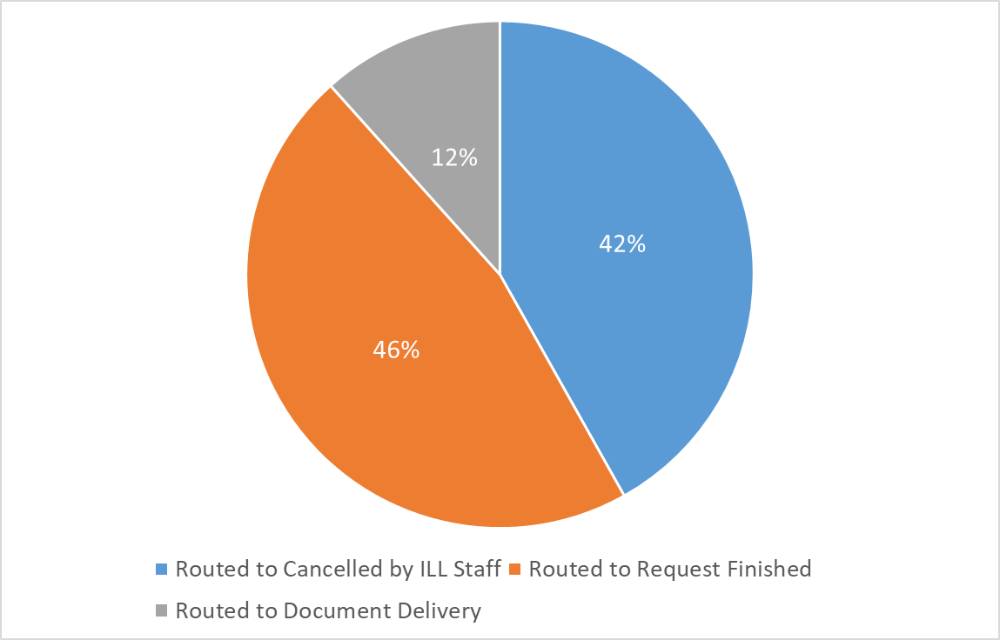 12%
42%
46%
Routed to Cancelled by ILL Staff Routed to Request Finished
Routed to Document Delivery